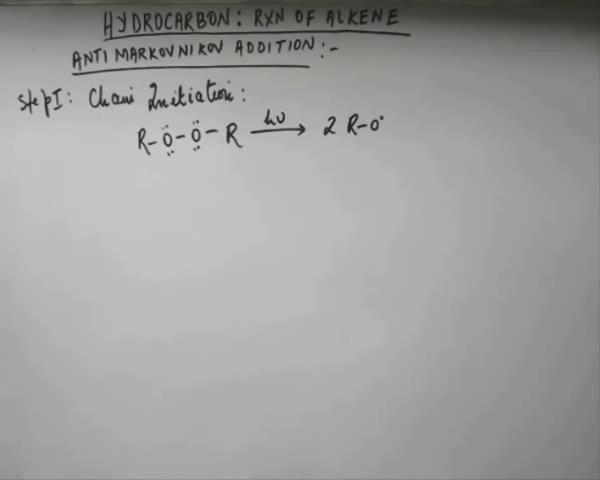 HYDROCARBON: RXN OF ALKENE
ANTI MARKOVNIKOV ADDITION:-
Step I: Chain Initiation:
R-Ö-Ö-R hν→ 2 R-O•